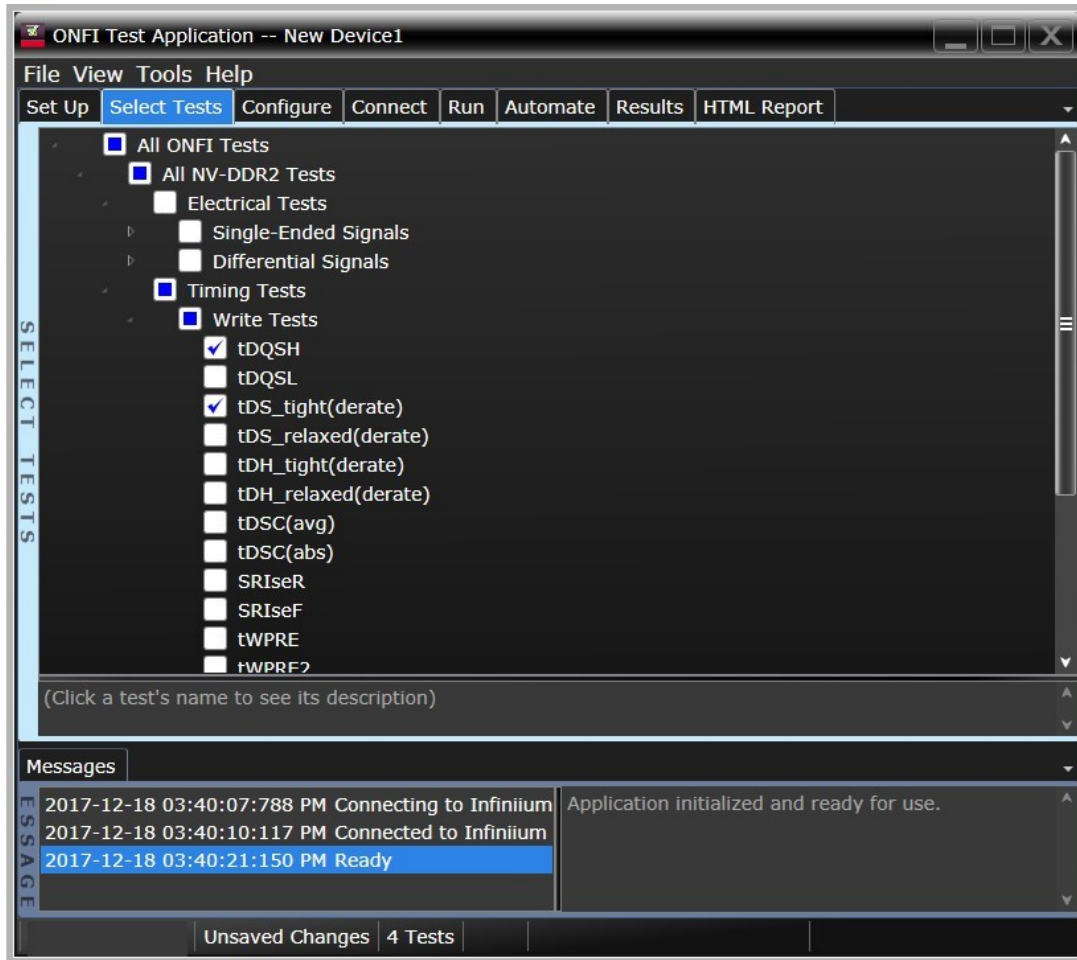 ONFI Test Application -- New Device1
File View Tools Help
Set Up Select Tests Configure Connect Run Automate Results HTML Report
SELECT TESTS
All ONFI Tests
All NV-DDR2 Tests
Electrical Tests
Single-Ended Signals
Differential Signals
Timing Tests
Write Tests
tDQSH
tDQSL
tDS_tight(derate)
tDS_relaxed(derate)
tDH_tight(derate)
tDH_relaxed(derate)
tDSC(avg)
tDSC(abs)
SRIseR
SRIseF
tWPRE
tWPRE2
(Click a test's name to see its description)
Messages
ESSAGE
2017-12-18 03:40:07:788 PM Connecting to Infiniium
2017-12-18 03:40:10:117 PM Connected to Infiniium
2017-12-18 03:40:21:150 PM Ready
Application initialized and ready for use.
Unsaved Changes 4 Tests